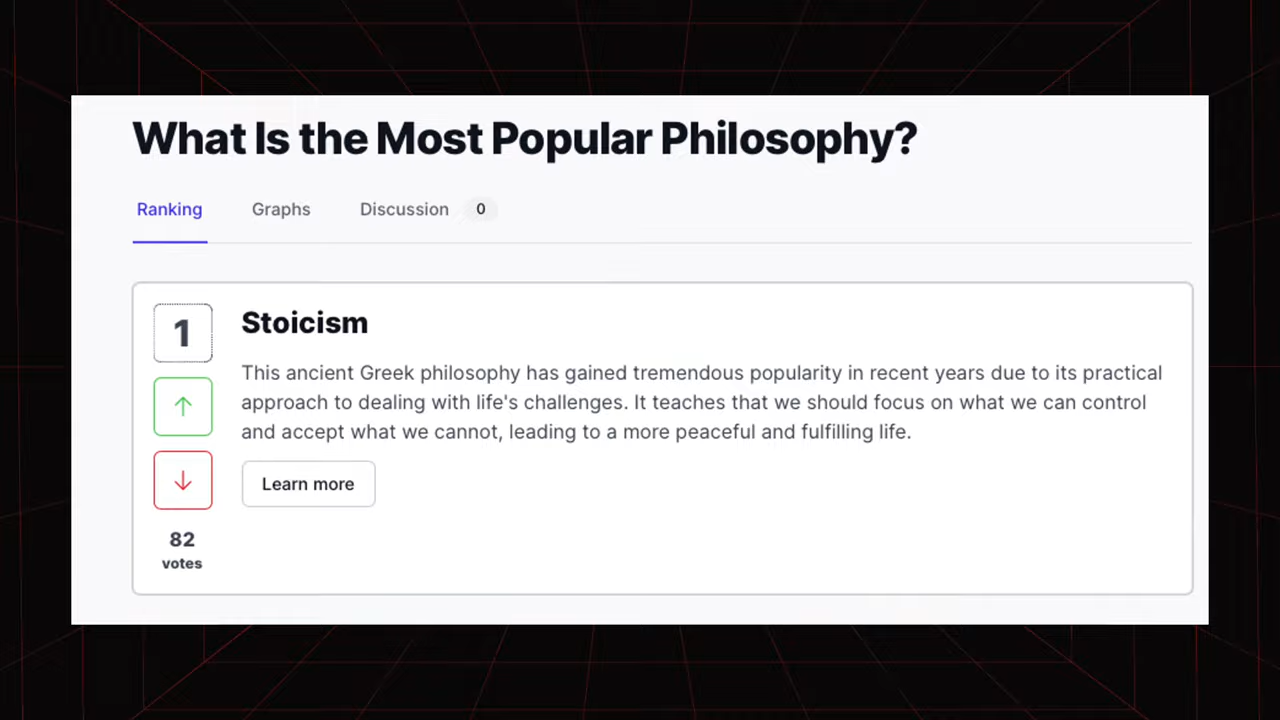 What Is the Most Popular Philosophy?
Ranking Graphs Discussion 0
1
Stoicism
This ancient Greek philosophy has gained tremendous popularity in recent years due to its practical
approach to dealing with life's challenges. It teaches that we should focus on what we can control
and accept what we cannot, leading to a more peaceful and fulfilling life.
Learn more
82
votes